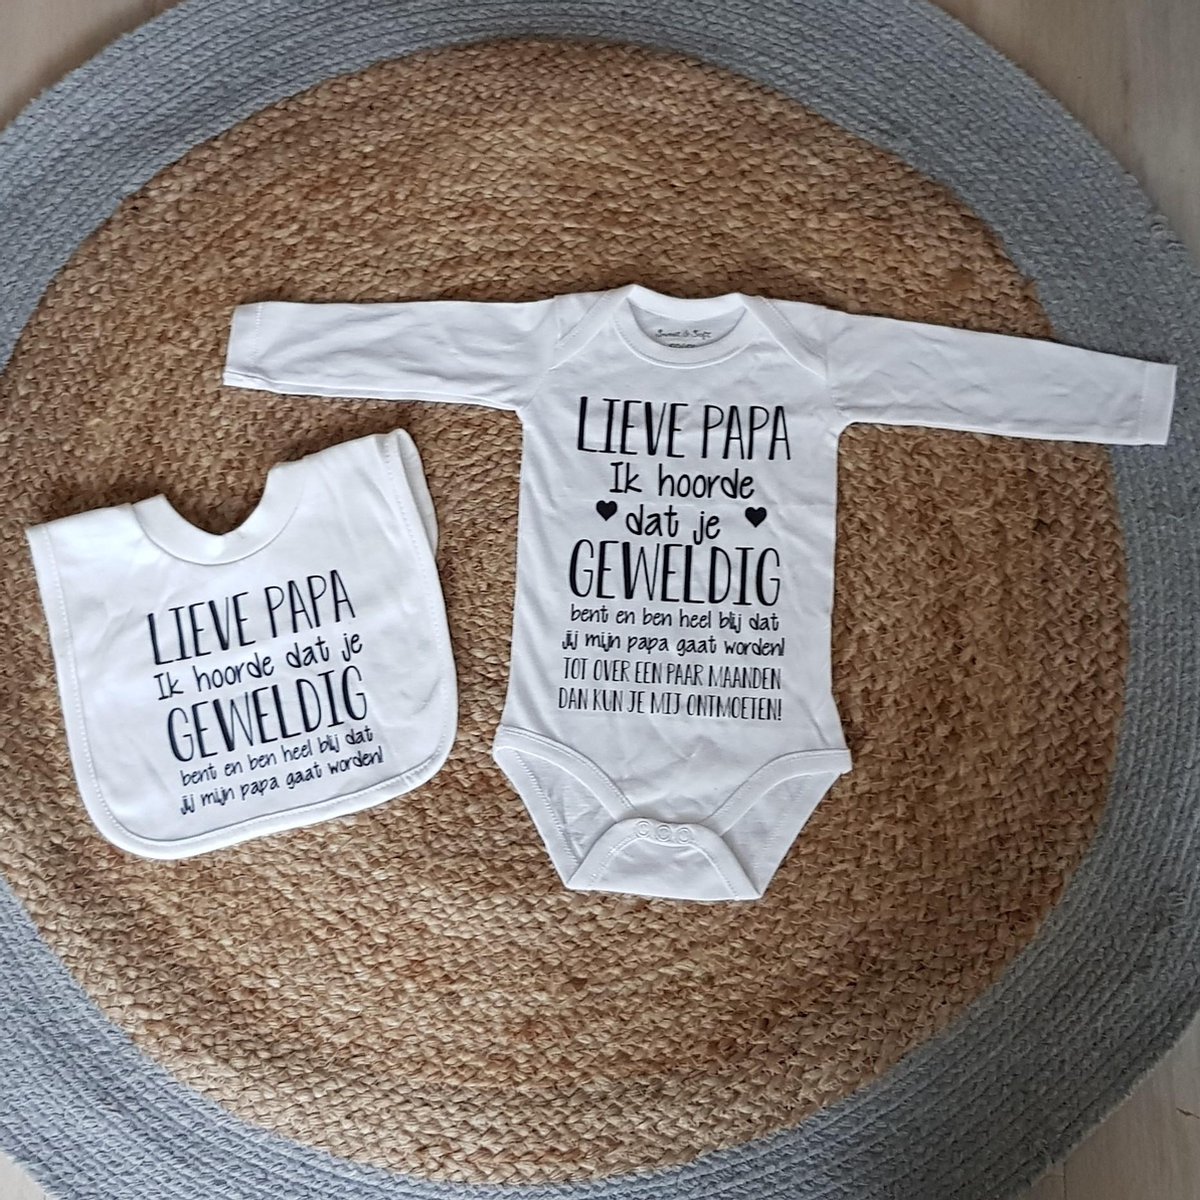 LIEVE PAPA
Ik hoorde dat je
GEWELDIG
bent en ben heel blij dat
jij mijn papa gaat worden!
Sweet & Soft
LIEVE PAPA
Ik hoorde
dat je
GEWELDIG
bent en ben heel blij dat
jij mijn papa gaat worden!
TOT OVER EEN PAAR MAANDEN
DAN KUN JE MIJ ONTMOETEN!